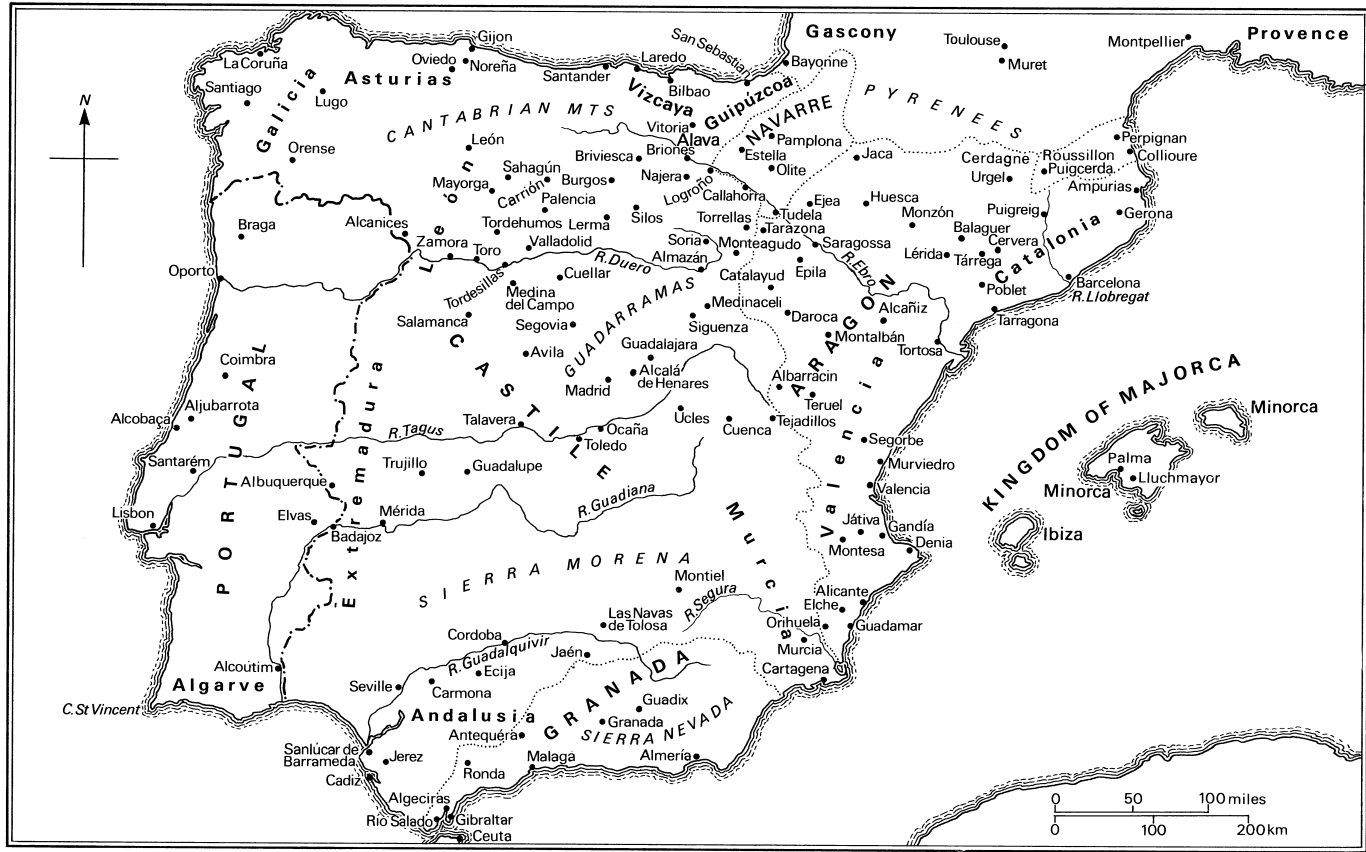 Gascony
Provence
Toulouse
Muret
Montpellier
Gijon
Oviedo
Noreña
La Coruña
Asturias
Santander
Laredo
Bilbao
San Sebastian
Bayonne
Santiago
Lugo
Galicia
Orense
CANTABRIAN MTS
Vizcaya
Guipúzcoa
Vitoria
Alava
NAVARRE
PYRENEES
N
León
León
Mayorga
Sahagún
Carrión
Briviesca
Briones
Burgos
Najera
Logroño
Pamplona
Estella
Olite
Callahorra
Jaca
Cerdagne
Urgel
Roussillon
Puigcerda
Perpignan
Collioure
Ampurias
Gerona
Braga
Alcanices
Palencia
Tordehumos
Lerma
Silos
Torrellas
Tudela
Tarazona
Ejea
Huesca
Monzón
Balaguer
Cervera
Puigreig
Catalonia
Zamora
Toro
Valladolid
Soria
Monteagudo
Almazán
Saragossa
Lérida
Tárrega
Oporto
Tordesillas
Cuellar
R.Duero
Medina
del Campo
Catalayud
Epila
R.Ebro
Poblet
Barcelona
R.Llobregat
Tarragona
Salamanca
Segovia
GUADARRAMAS
Medinaceli
Siguenza
Daroca
Alcañiz
Montalbán
Tortosa
ARAGON
Coimbra
Avila
CASTILE
Guadalajara
Alcalá
de Henares
Madrid
Albarracin
Teruel
Tejadillos
Alcobaça
Aljubarrota
PORTUGAL
Extremadura
R.Tagus
Talavera
Ocaña
Toledo
Ucles
Cuenca
Valencia
Segorbe
Murviedro
Valencia
KINGDOM OF MAJORCA
Minorca
Palma
Lluchmayor
Minorca
Ibiza
Santarém
Trujillo
Guadalupe
Albuquerque
R.Guadiana
Lisbon
Elvas
Badajoz
Mérida
Murcia
Játiva
Gandía
Montesa
Denia
SIERRA MORENA
Montiel
R.Segura
Alicante
Elche
Las Navas
de Tolosa
Orihuela
Guadamar
Murcia
Cordoba
R.Guadalquivir
Jaén
Cartagena
Alcoutim
Algarve
Seville
Carmona
Ecija
GRANADA
Guadix
C.St Vincent
Andalusia
Granada
Antequéra
SIERRA NEVADA
Sanlúcar de
Barrameda
Jerez
Cadiz
Ronda
Malaga
Almería
Algeciras
Rio Salado
Gibraltar
Ceuta
0 50 100 miles
0 100 200 km